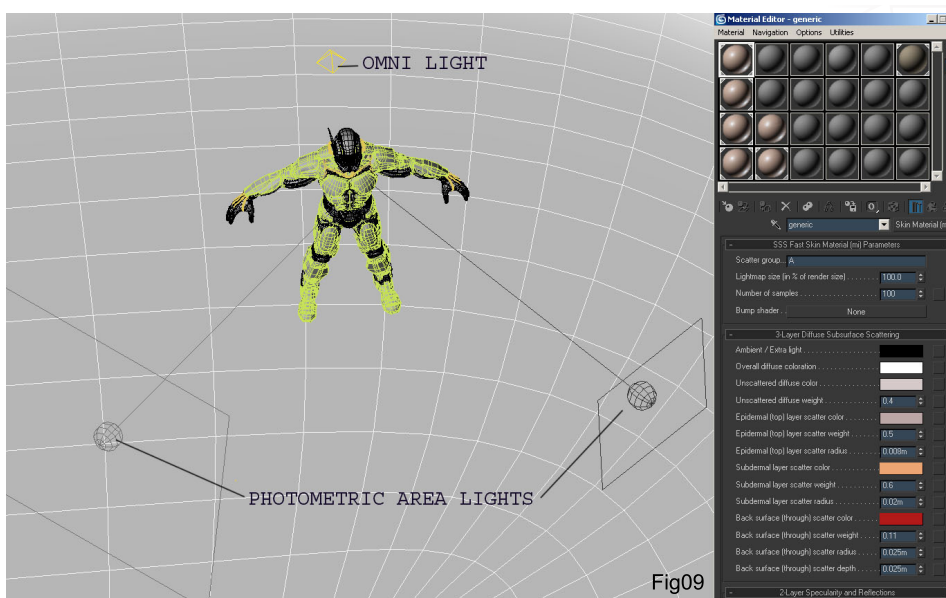 OMNI LIGHT
PHOTOMETRIC AREA LIGHTS
Fig09
Material Editor - generic
Material Navigation Options Utilities
generic
Skin Material (m
SSS Fast Skin Material (mi) Parameters
Scatter group... A
Lightmap size (in % of render size) 100.0
Number of samples 100
Bump shader . . None
3-Layer Diffuse Subsurface Scattering
Ambient / Extra light
Overall diffuse coloration
Unscattered diffuse color
Unscattered diffuse weight 0.4
Epidermal (top) layer scatter color
Epidermal (top) layer scatter weight 0.5
Epidermal (top) layer scatter radius 0.008m
Subdermal layer scatter color
Subdermal layer scatter weight 0.6
Subdermal layer scatter radius 0.02m
Back surface (through) scatter color
Back surface (through) scatter weight 0.11
Back surface (through) scatter radius 0.025m
Back surface (through) scatter depth 0.025m
2-Layer Specularity and Reflections